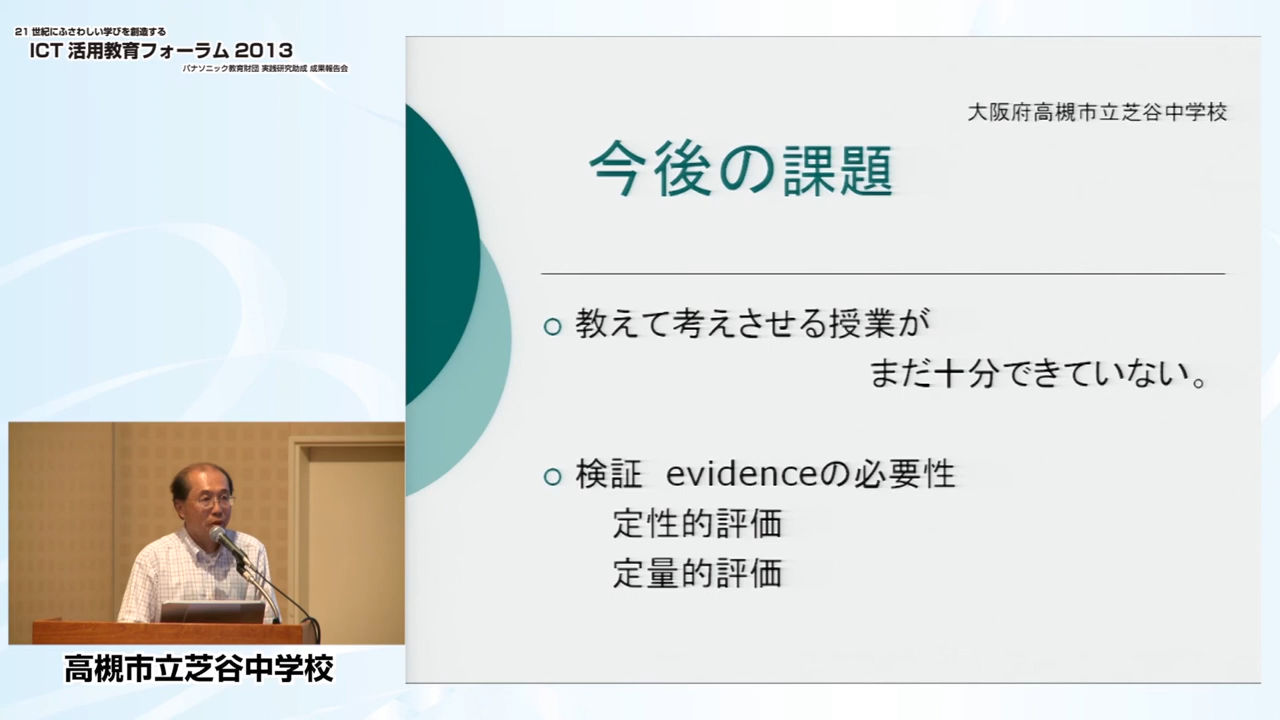 21 世紀にふさわしい学びを創造する
ICT 活用教育フォーラム 2013
パナソニック教育財団 実践研究助成 成果報告会
大阪府高槻市立芝谷中学校
今後の課題
教えて考えさせる授業が
まだ十分できていない。
検証 evidenceの必要性
定性的評価
定量的評価
高槻市立芝谷中学校